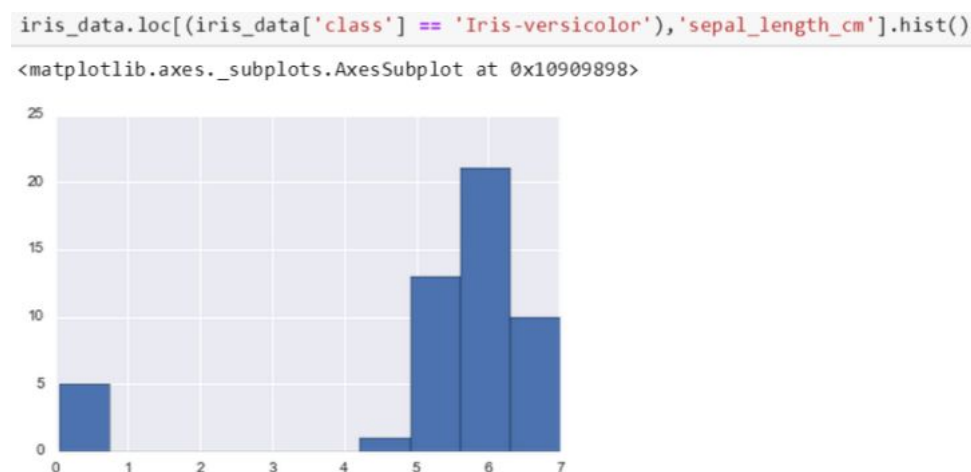 iris_data.loc[(iris_data['class'] == 'Iris-versicolor'),'sepal_length_cm'].hist()
<matplotlib.axes._subplots.AxesSubplot at 0x10909898>
25
20
15
10
5
0
0 1 2 3 4 5 6 7